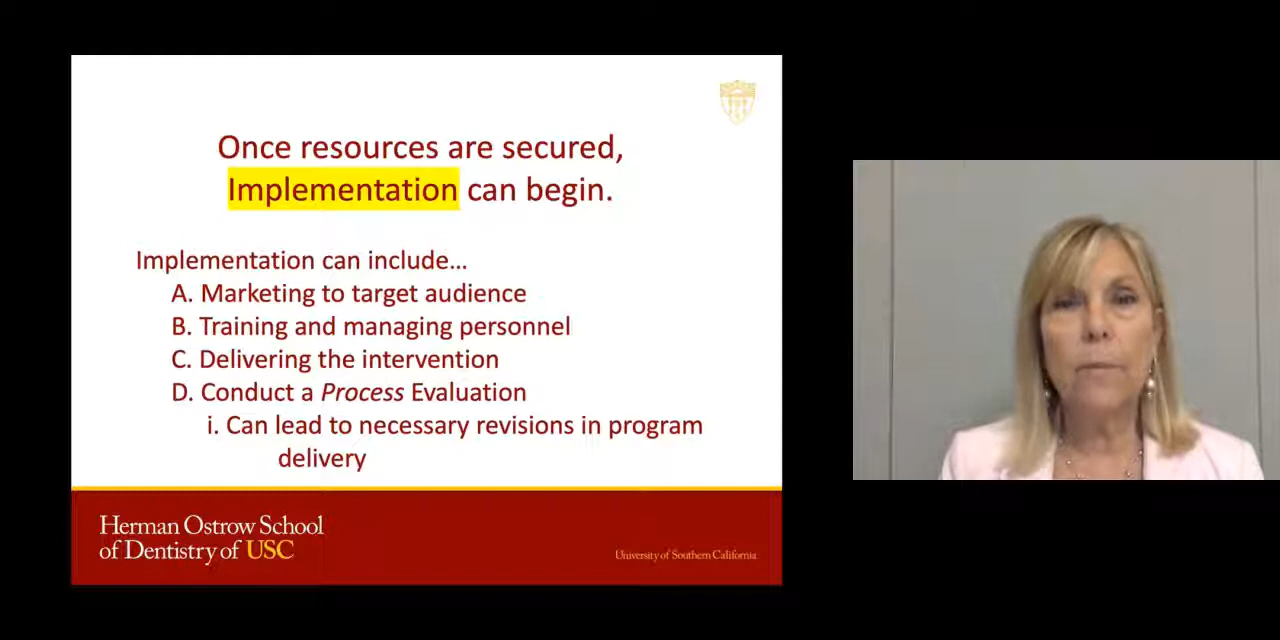 Once resources are secured,
Implementation can begin.
Implementation can include…
A. Marketing to target audience
B. Training and managing personnel
C. Delivering the intervention
D. Conduct a Process Evaluation
i. Can lead to necessary revisions in program
delivery
Herman Ostrow School
of Dentistry of USC
University of Southern California